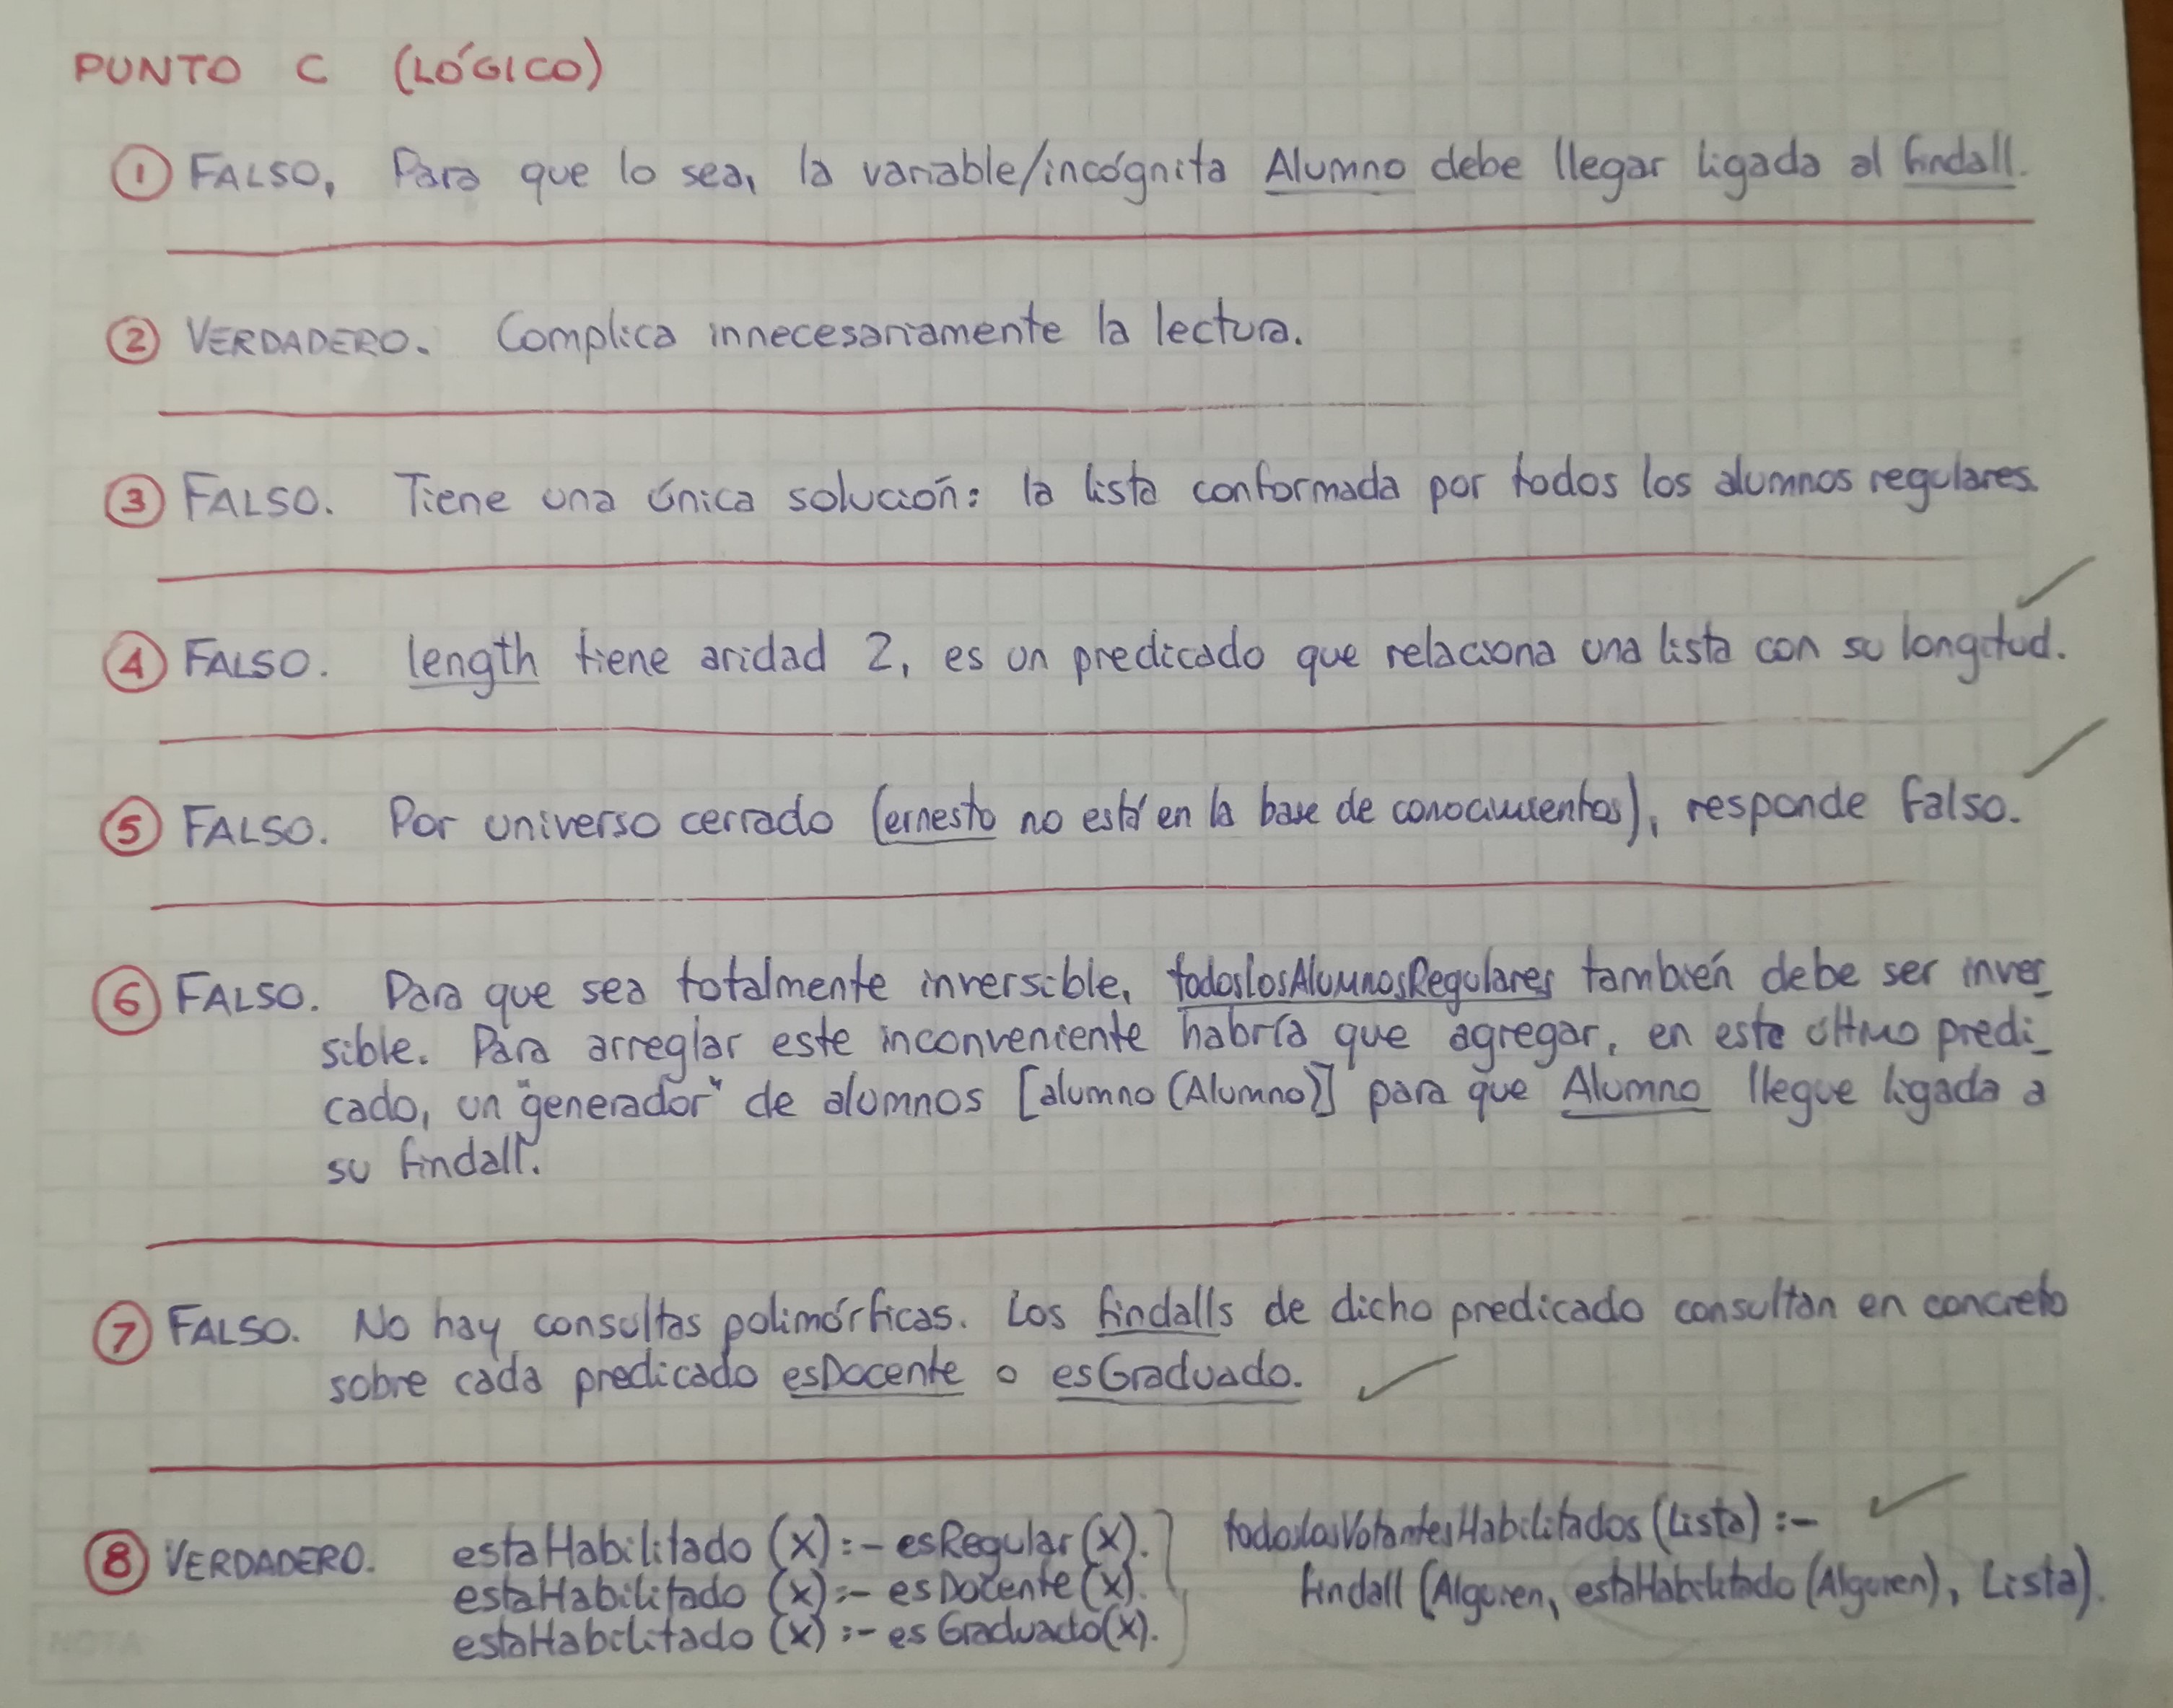 PUNTO C (LÓGICO)
① FALSO, Para que lo sea, la variable/incógnita Alumno debe llegar ligada al findall.
② VERDADERO. Complica innecesariamente la lectura.
③ FALSO. Tiene una única solución: la lista conformada por todos los alumnos regulares.
④ FALSO. length tiene aridad 2, es un predicado que relaciona una lista con su longitud.
⑤ FALSO. Por universo cerrado (ernesto no está en la base de conocimientos), responde falso.
⑥ FALSO. Para que sea totalmente inversible, todoslosAlumnosRegulares también debe ser inver_
sible. Para arreglar este inconveniente habría que agregar, en este último predi_
cado, un "generador" de alumnos [alumno (Alumno)] para que Alumno llegue ligada a
su findall.
⑦ FALSO. No hay consultas polimórficas. Los findalls de dicho predicado consultan en concreto
sobre cada predicado esDocente o esGraduado.
⑧ VERDADERO. estaHabilitado (X):- esRegular (X). todoslosVotantesHabilitados (Lista) :-
estaHabilitado (X):- esDocente (X). findall (Alguien, estaHabilitado (Alguien), Lista).
estaHabilitado (X) :- esGraduado(X).
NOTA